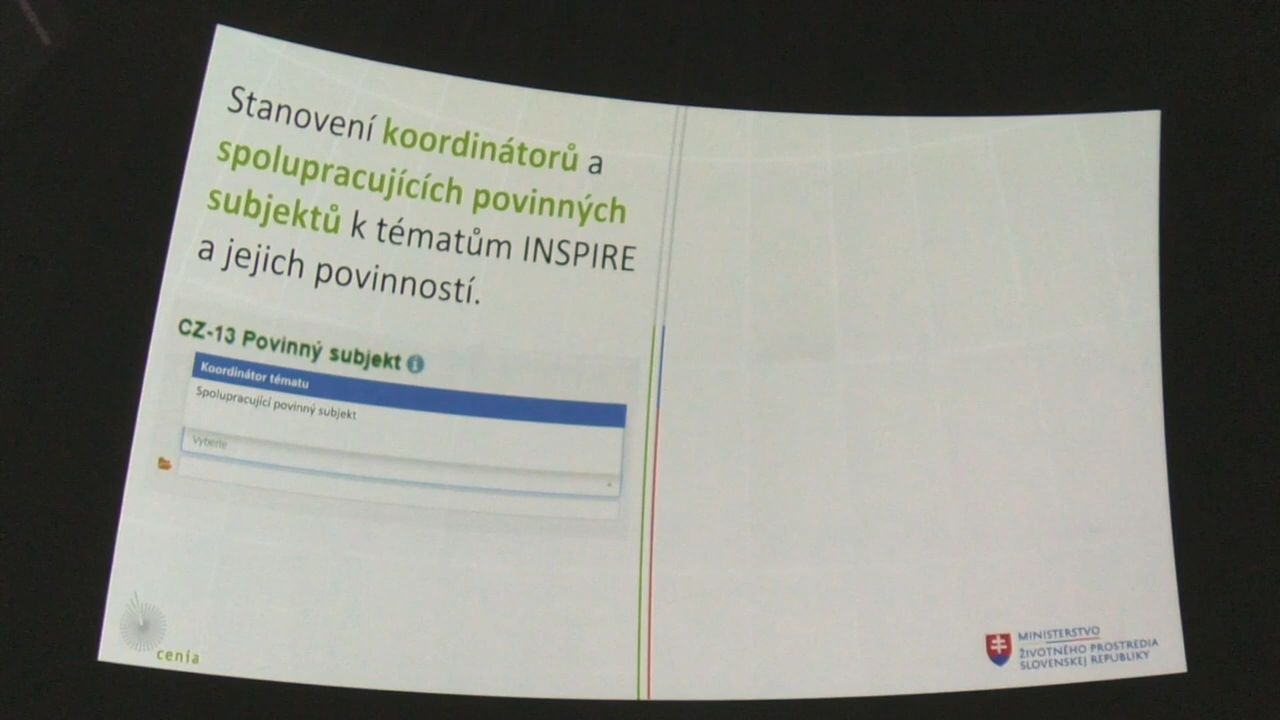 Stanovení koordinátorů a
spolupracujících povinných
subjektů k tématům INSPIRE
a jejich povinností.
CZ-13 Povinný subjekt
Koordinátor tématu
Spolupracující povinný subjekt
Vyberte
cenia
MINISTERSTVO
ŽIVOTNÉHO PROSTREDIA
SLOVENSKEJ REPUBLIKY